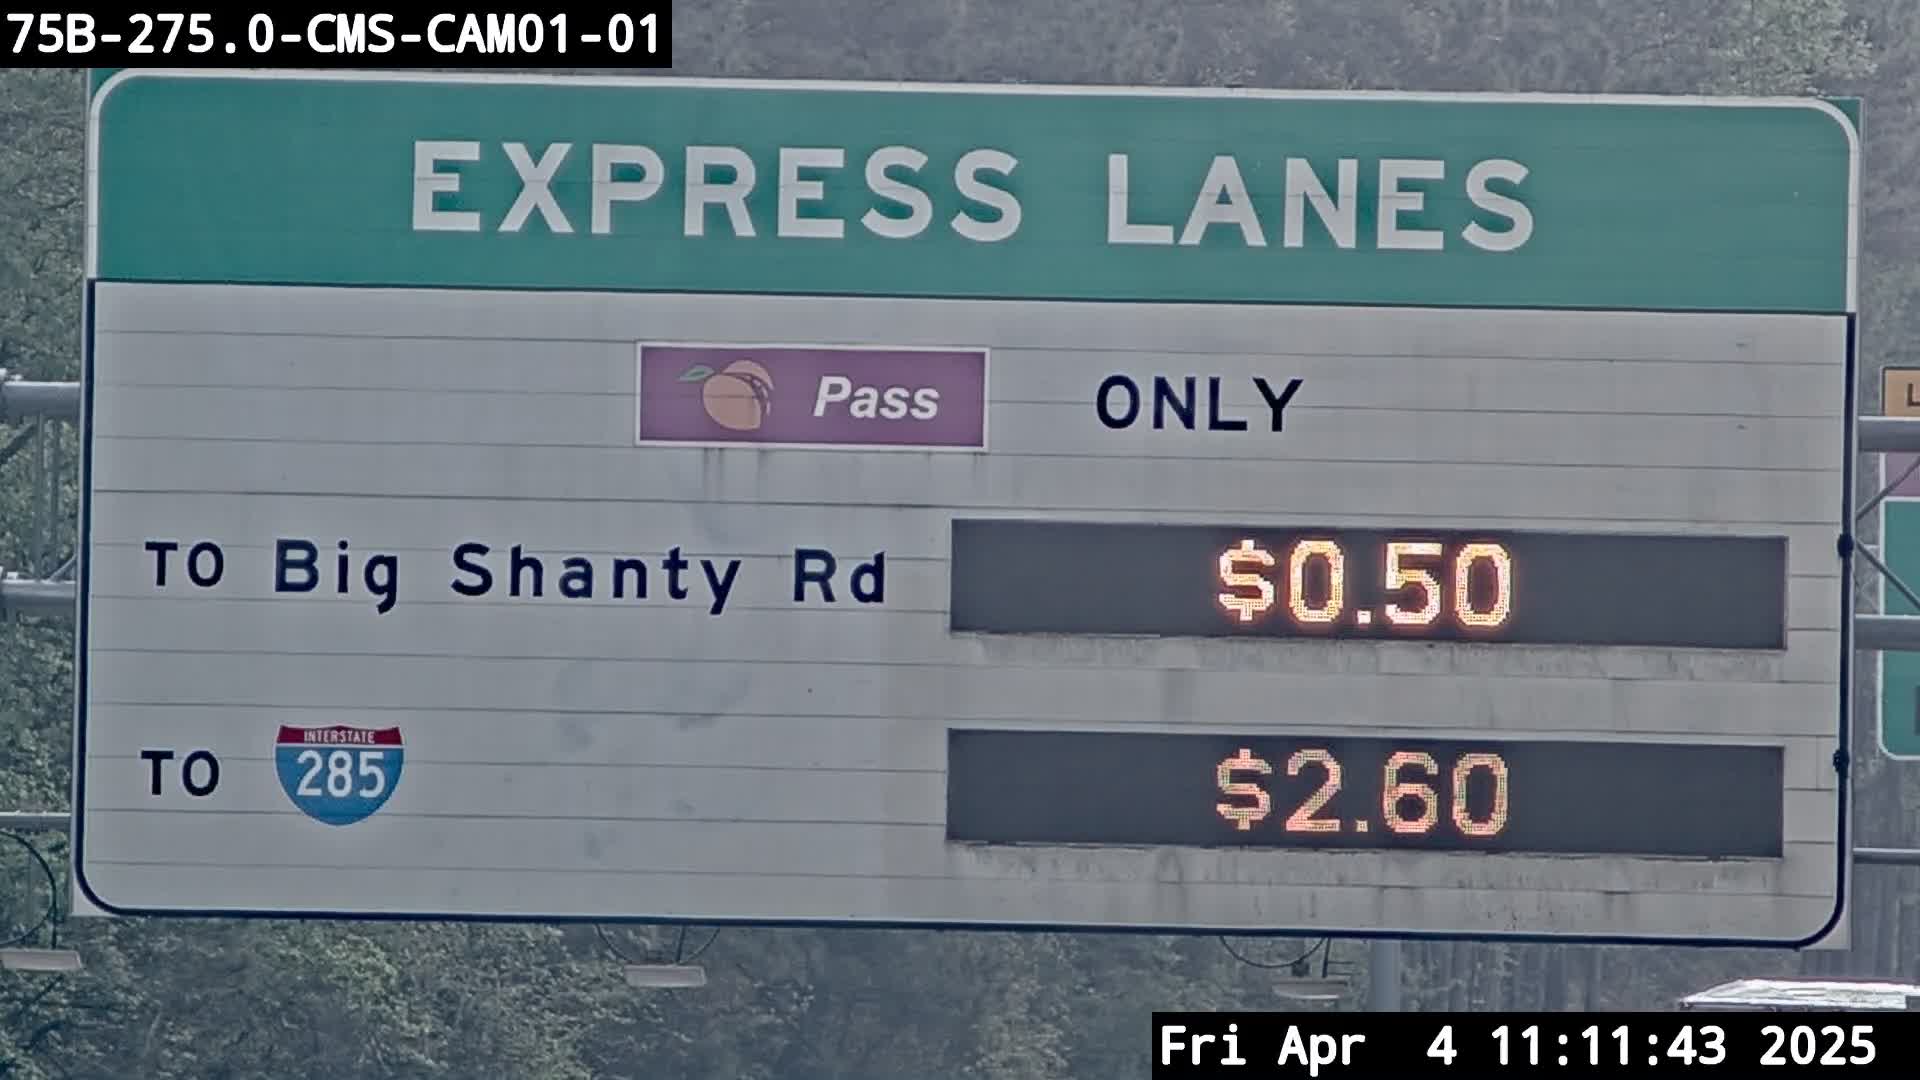 75B-275.0-CMS-CAM01-01
EXPRESS LANES
Pass ONLY
TO Big Shanty Rd $0.50
INTERSTATE
TO 285 $2.60
Fri Apr 4 11:11:43 2025